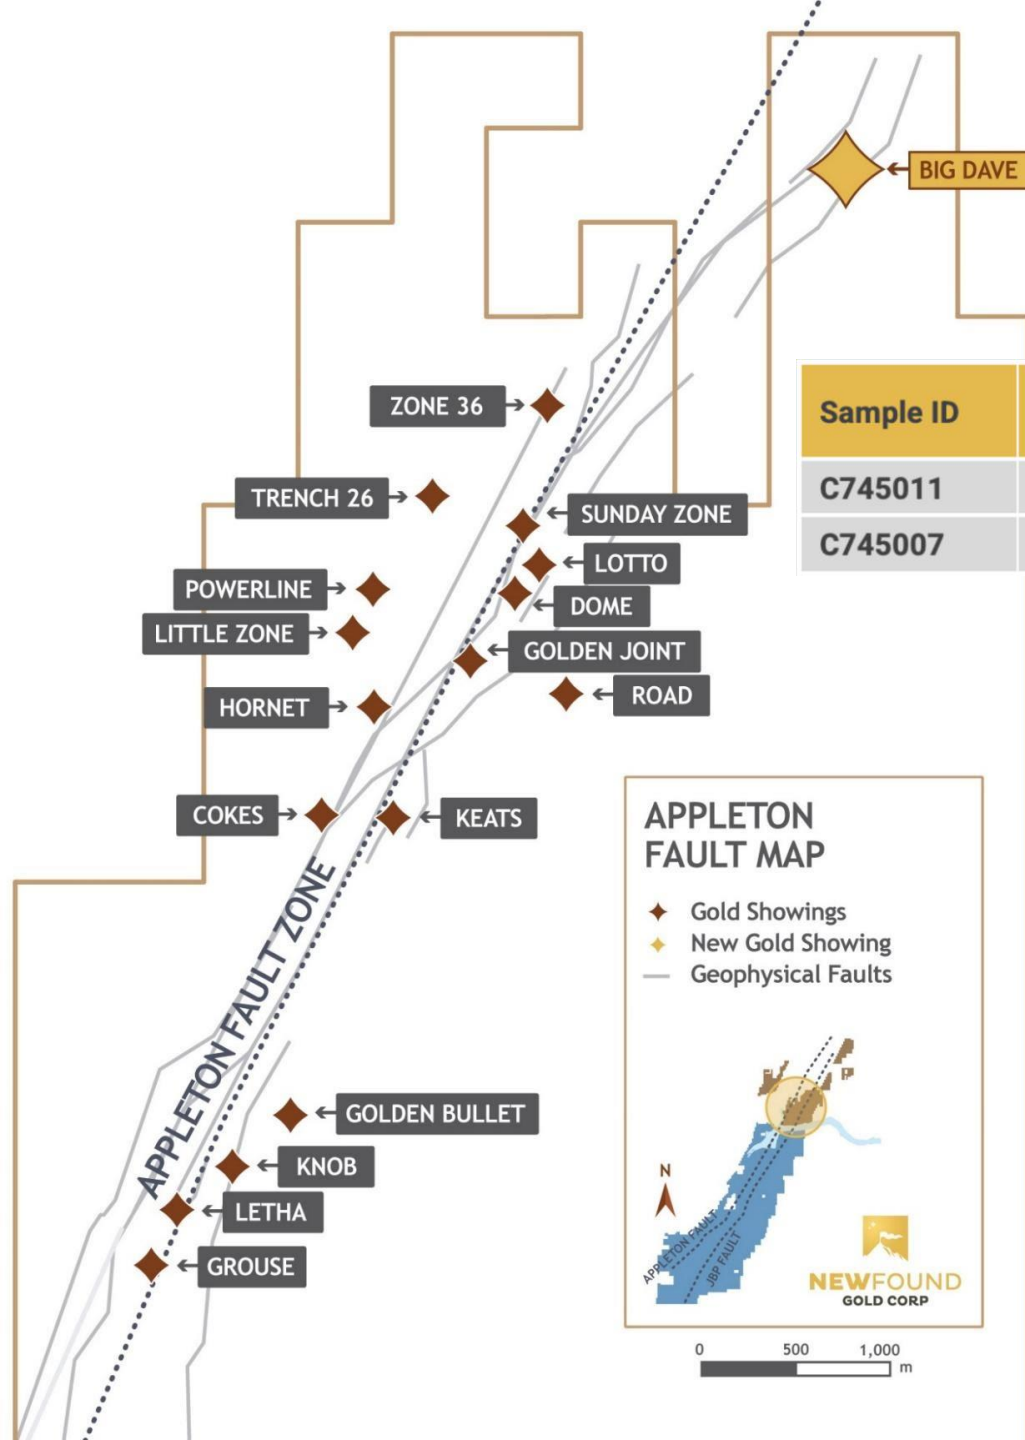 BIG DAVE
Sample ID
C745011
C745007
ZONE 36
TRENCH 26
SUNDAY ZONE
LOTTO
POWERLINE
DOME
LITTLE ZONE
GOLDEN JOINT
ROAD
HORNET
COKES
KEATS
APPLETON FAULT ZONE
GOLDEN BULLET
KNOB
LETHA
GROUSE
APPLETON
FAULT MAP
Gold Showings
New Gold Showing
Geophysical Faults
N
APPLETON FAULT
JBP FAULT
NEWFOUND
GOLD CORP
0 500 1,000
m